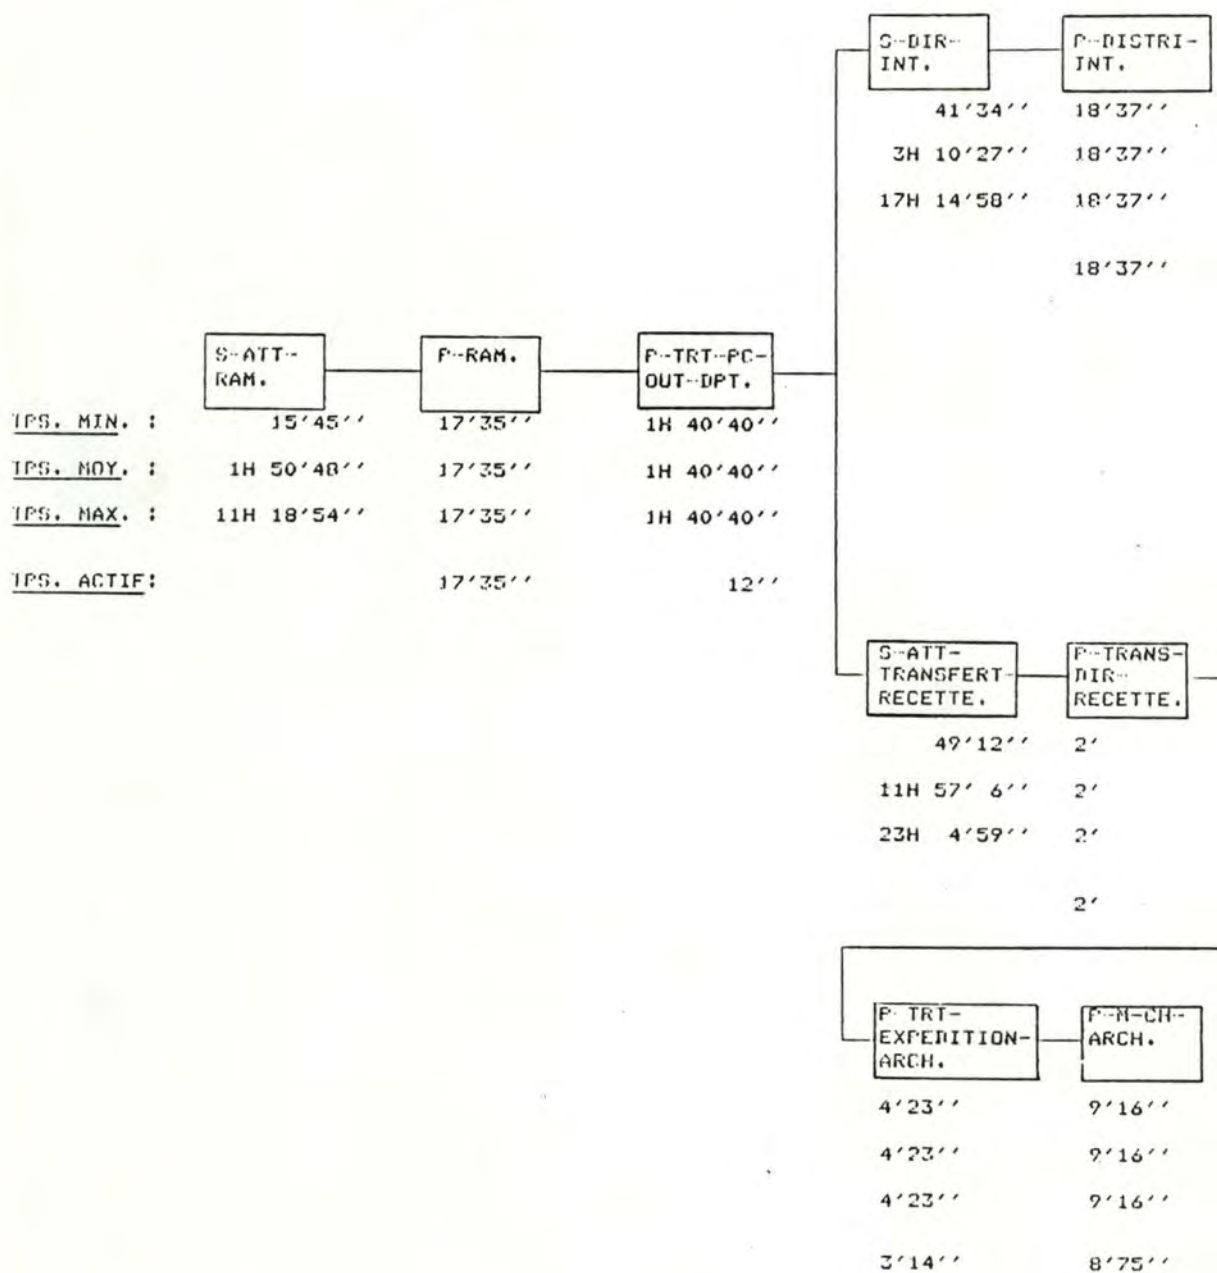 S-DIR-
INT.
P-DISTRI-
INT.
41'34'' 18'37''
3H 10'27'' 18'37''
17H 14'58'' 18'37''
18'37''
S-ATT-
RAM.
P-RAM.
P-TRT-PC-
OUT-DPT.
TPS. MIN. : 15'45'' 17'35'' 1H 40'40''
TPS. MOY. : 1H 50'48'' 17'35'' 1H 40'40''
TPS. MAX. : 11H 18'54'' 17'35'' 1H 40'40''
TPS. ACTIF: 17'35'' 12''
S-ATT-
TRANSFERT-
RECETTE.
P-TRANS-
DIR-
RECETTE.
49'12'' 2'
11H 57' 6'' 2'
23H 4'59'' 2'
2'
P-TRT-
EXPEDITION-
ARCH.
P-M-CH-
ARCH.
4'23'' 9'16''
4'23'' 9'16''
4'23'' 9'16''
3'14'' 8'75''